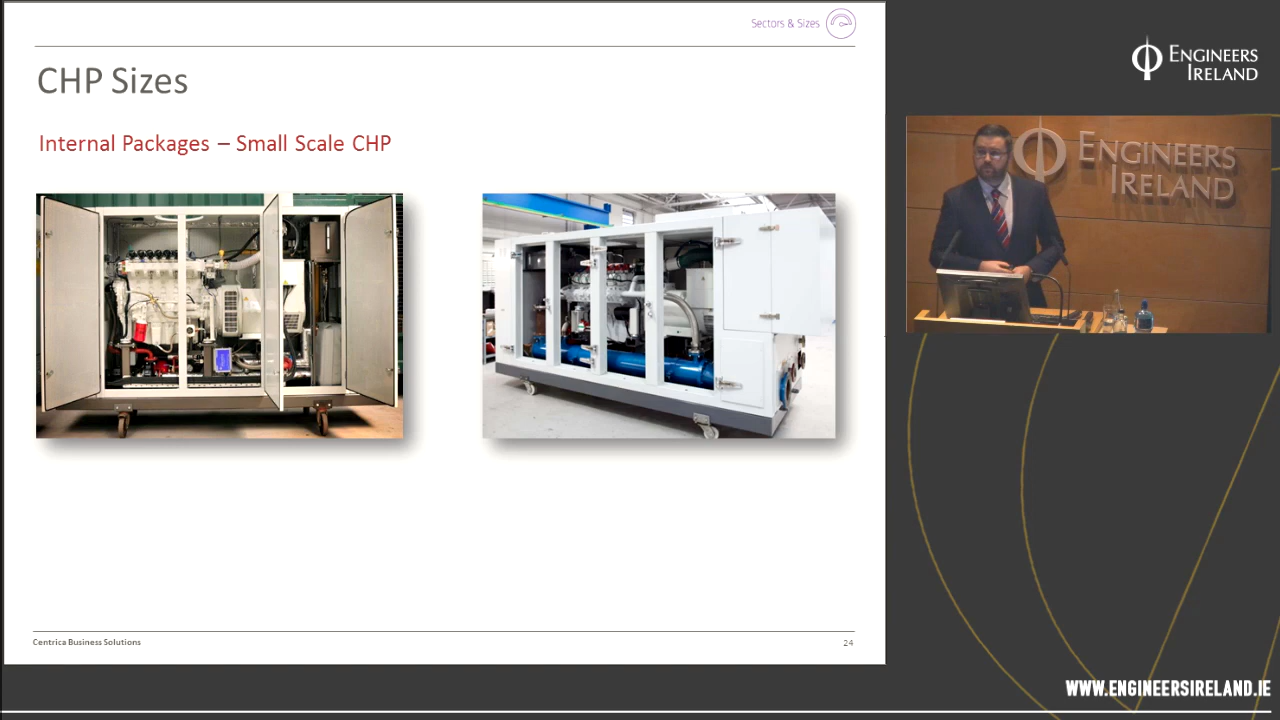 Sectors & Sizes
CHP Sizes
Internal Packages – Small Scale CHP
Centrica Business Solutions
24
ENGINEERS
IRELAND
ENGINEERS
IRELAND
WWW.ENGINEERSIRELAND.IE